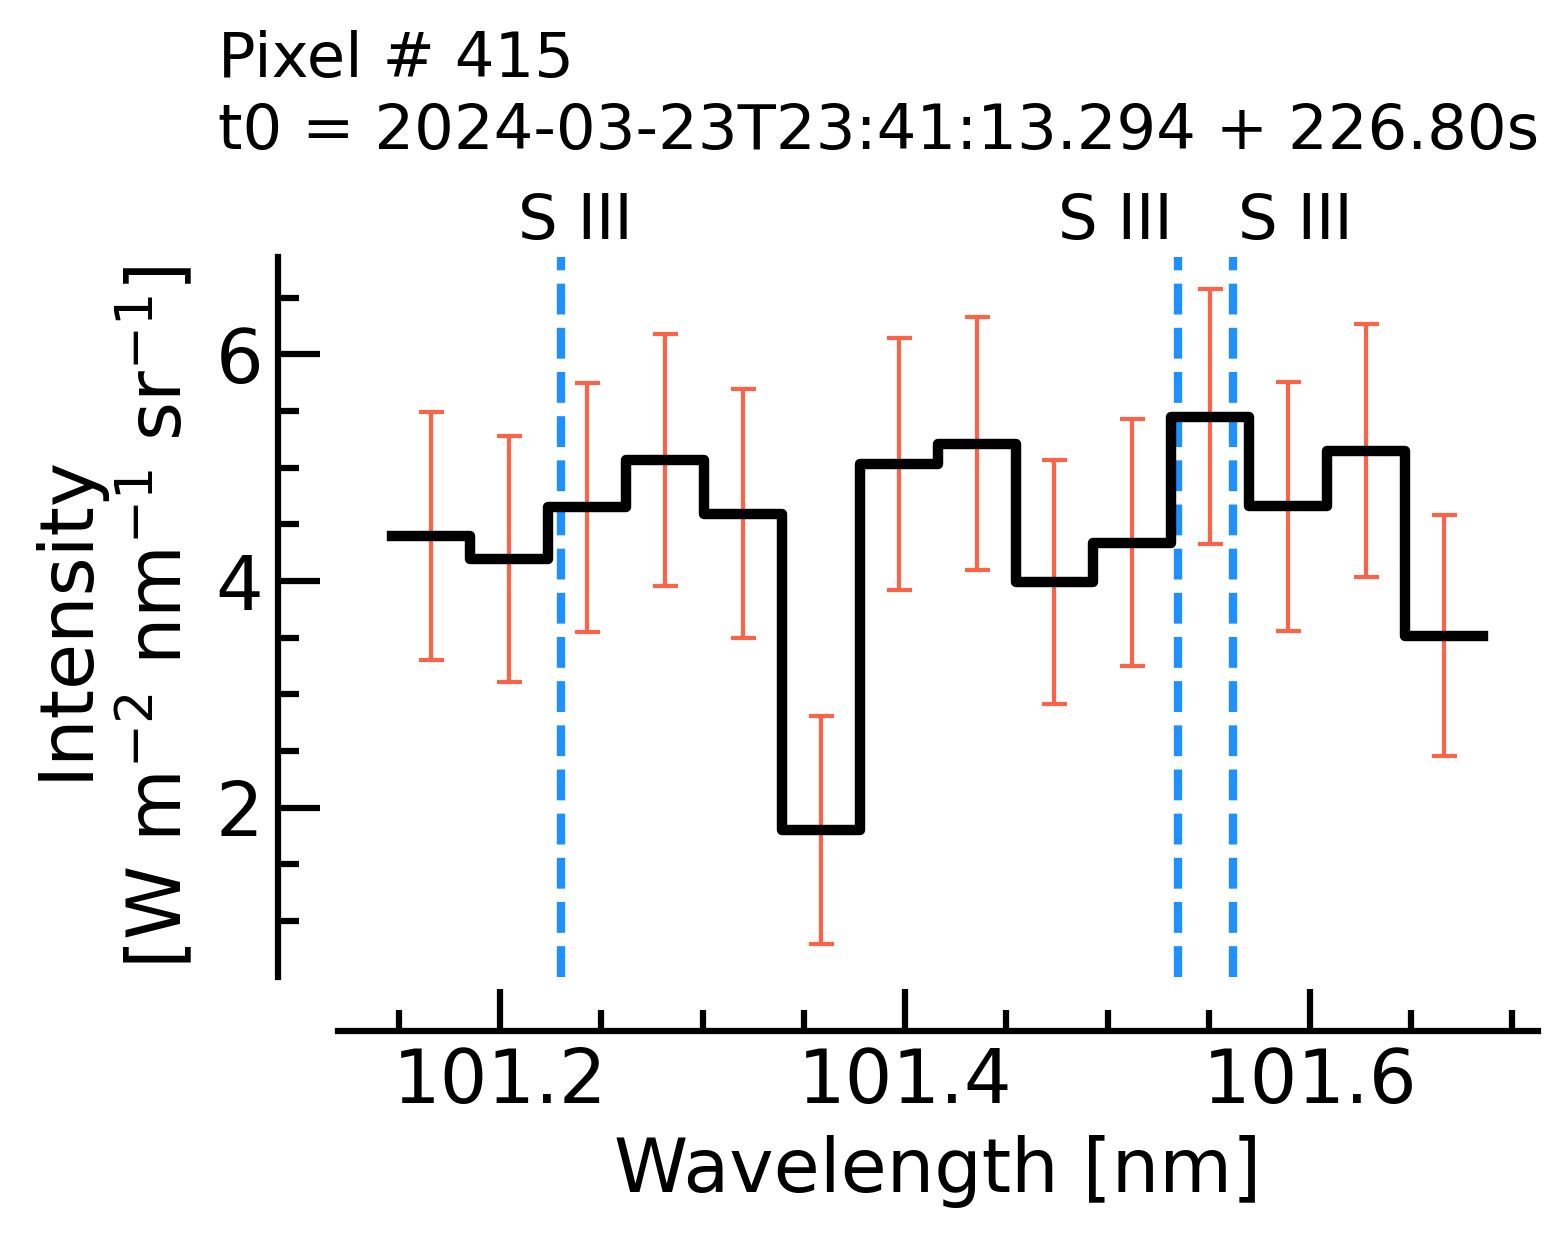 Pixel # 415
t0 = 2024-03-23T23:41:13.294 + 226.80s
S III S III S III
Intensity
[W m⁻² nm⁻¹ sr⁻¹]
6
4
2
101.2 101.4 101.6
Wavelength [nm]